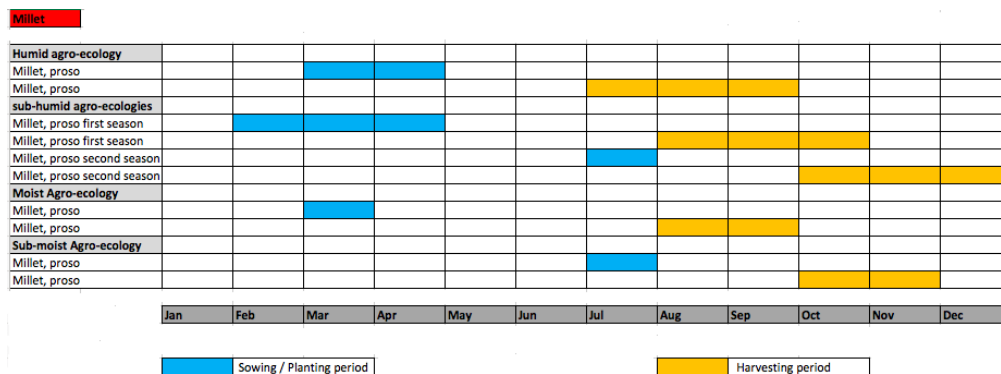 Millet
Humid agro-ecology
Millet, proso
Millet, proso
sub-humid agro-ecologies
Millet, proso first season
Millet, proso first season
Millet, proso second season
Millet, proso second season
Moist Agro-ecology
Millet, proso
Millet, proso
Sub-moist Agro-ecology
Millet, proso
Millet, proso
Jan Feb Mar Apr May Jun Jul Aug Sep Oct Nov Dec
Sowing / Planting period Harvesting period